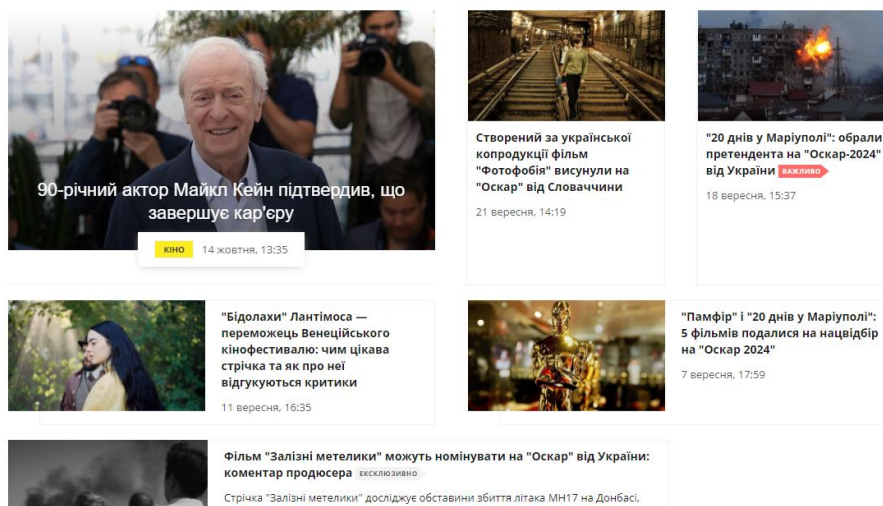 90-річний актор Майкл Кейн підтвердив, що
завершує кар'єру
КІНО 14 жовтня, 13:35
Створений за української
копродукції фільм
"Фотофобія" висунули на
"Оскар" від Словаччини
21 вересня, 14:19
"20 днів у Маріуполі": обрали
претендента на "Оскар-2024"
від України ВАЖЛИВО
18 вересня, 15:37
"Бідолахи" Лантімоса —
переможець Венеційського
кінофестивалю: чим цікава
стрічка та як про неї
відгукуються критики
11 вересня, 16:35
"Памфір" і "20 днів у Маріуполі":
5 фільмів подалися на нацвідбір
на "Оскар 2024"
7 вересня, 17:59
Фільм "Залізні метелики" можуть номінувати на "Оскар" від України:
коментар продюсера ЕКСКЛЮЗИВНО
Стрічка "Залізні метелики" досліджує обставини збиття літака MH17 на Донбасі,